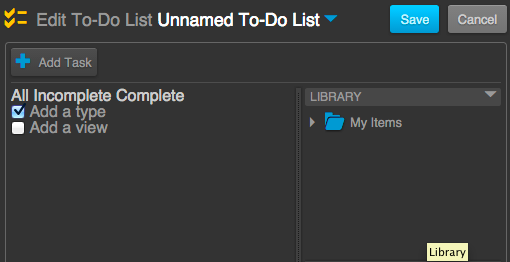 Edit To-Do List Unnamed To-Do List
Save
Cancel
Add Task
All Incomplete Complete
Add a type
Add a view
LIBRARY
My Items
Library